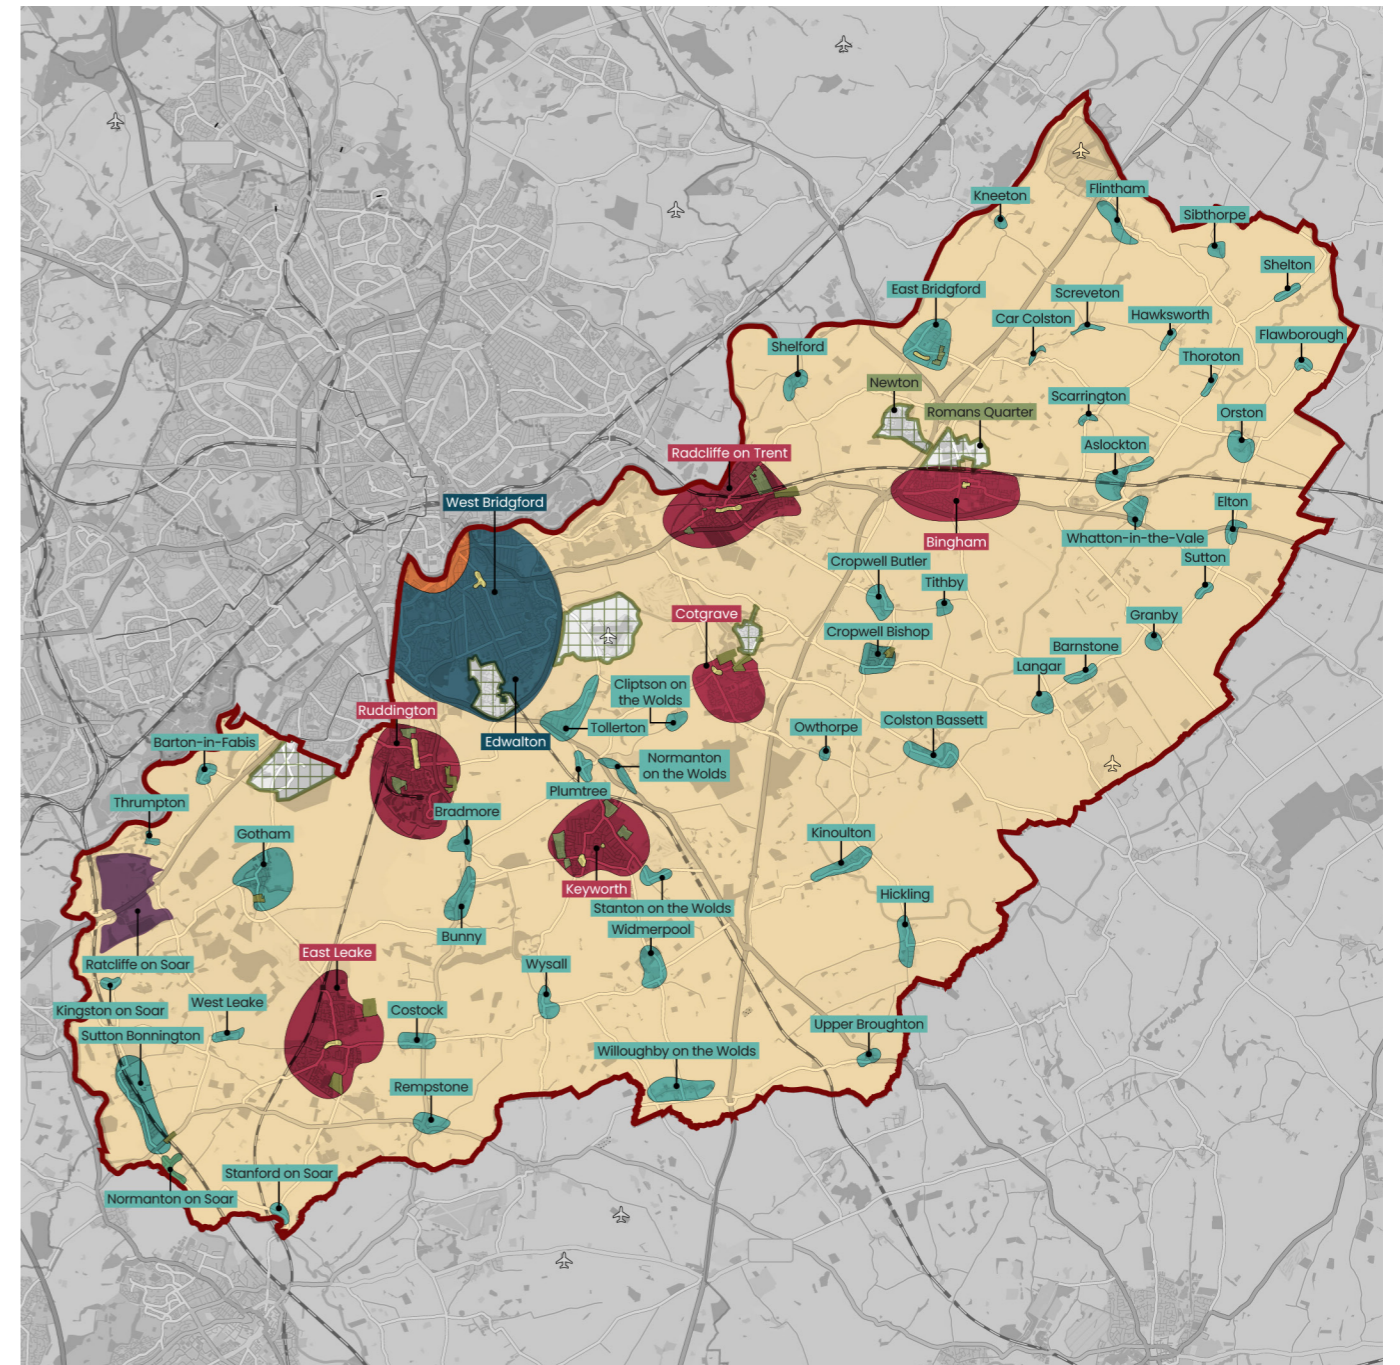 Kneeton
Flintham
Sibthorpe
Shelton
East Bridgford
Screveton
Car Colston
Hawksworth
Flawborough
Shelford
Thoroton
Newton
Romans Quarter
Scarrington
Orston
Aslockton
Radcliffe on Trent
West Bridgford
Elton
Whatton-in-the-Vale
Bingham
Sutton
Cropwell Butler
Tithby
Cotgrave
Granby
Cropwell Bishop
Barnstone
Langar
Cliptson on
the Wolds
Ruddington
Tollerton
Owthorpe
Colston Bassett
Barton-in-Fabis
Edwalton
Normanton
on the Wolds
Plumtree
Thrumpton
Bradmore
Gotham
Kinoulton
Keyworth
Hickling
Stanton on the Wolds
Bunny
Widmerpool
East Leake
Ratcliffe on Soar
Wysall
Kingston on Soar
West Leake
Costock
Upper Broughton
Sutton Bonnington
Willoughby on the Wolds
Rempstone
Stanford on Soar
Normanton on Soar